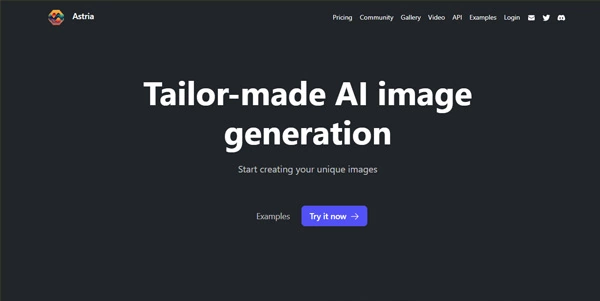 Astria
Pricing Community Gallery Video API Examples Login
Tailor-made AI image
generation
Start creating your unique images
Examples Try it now